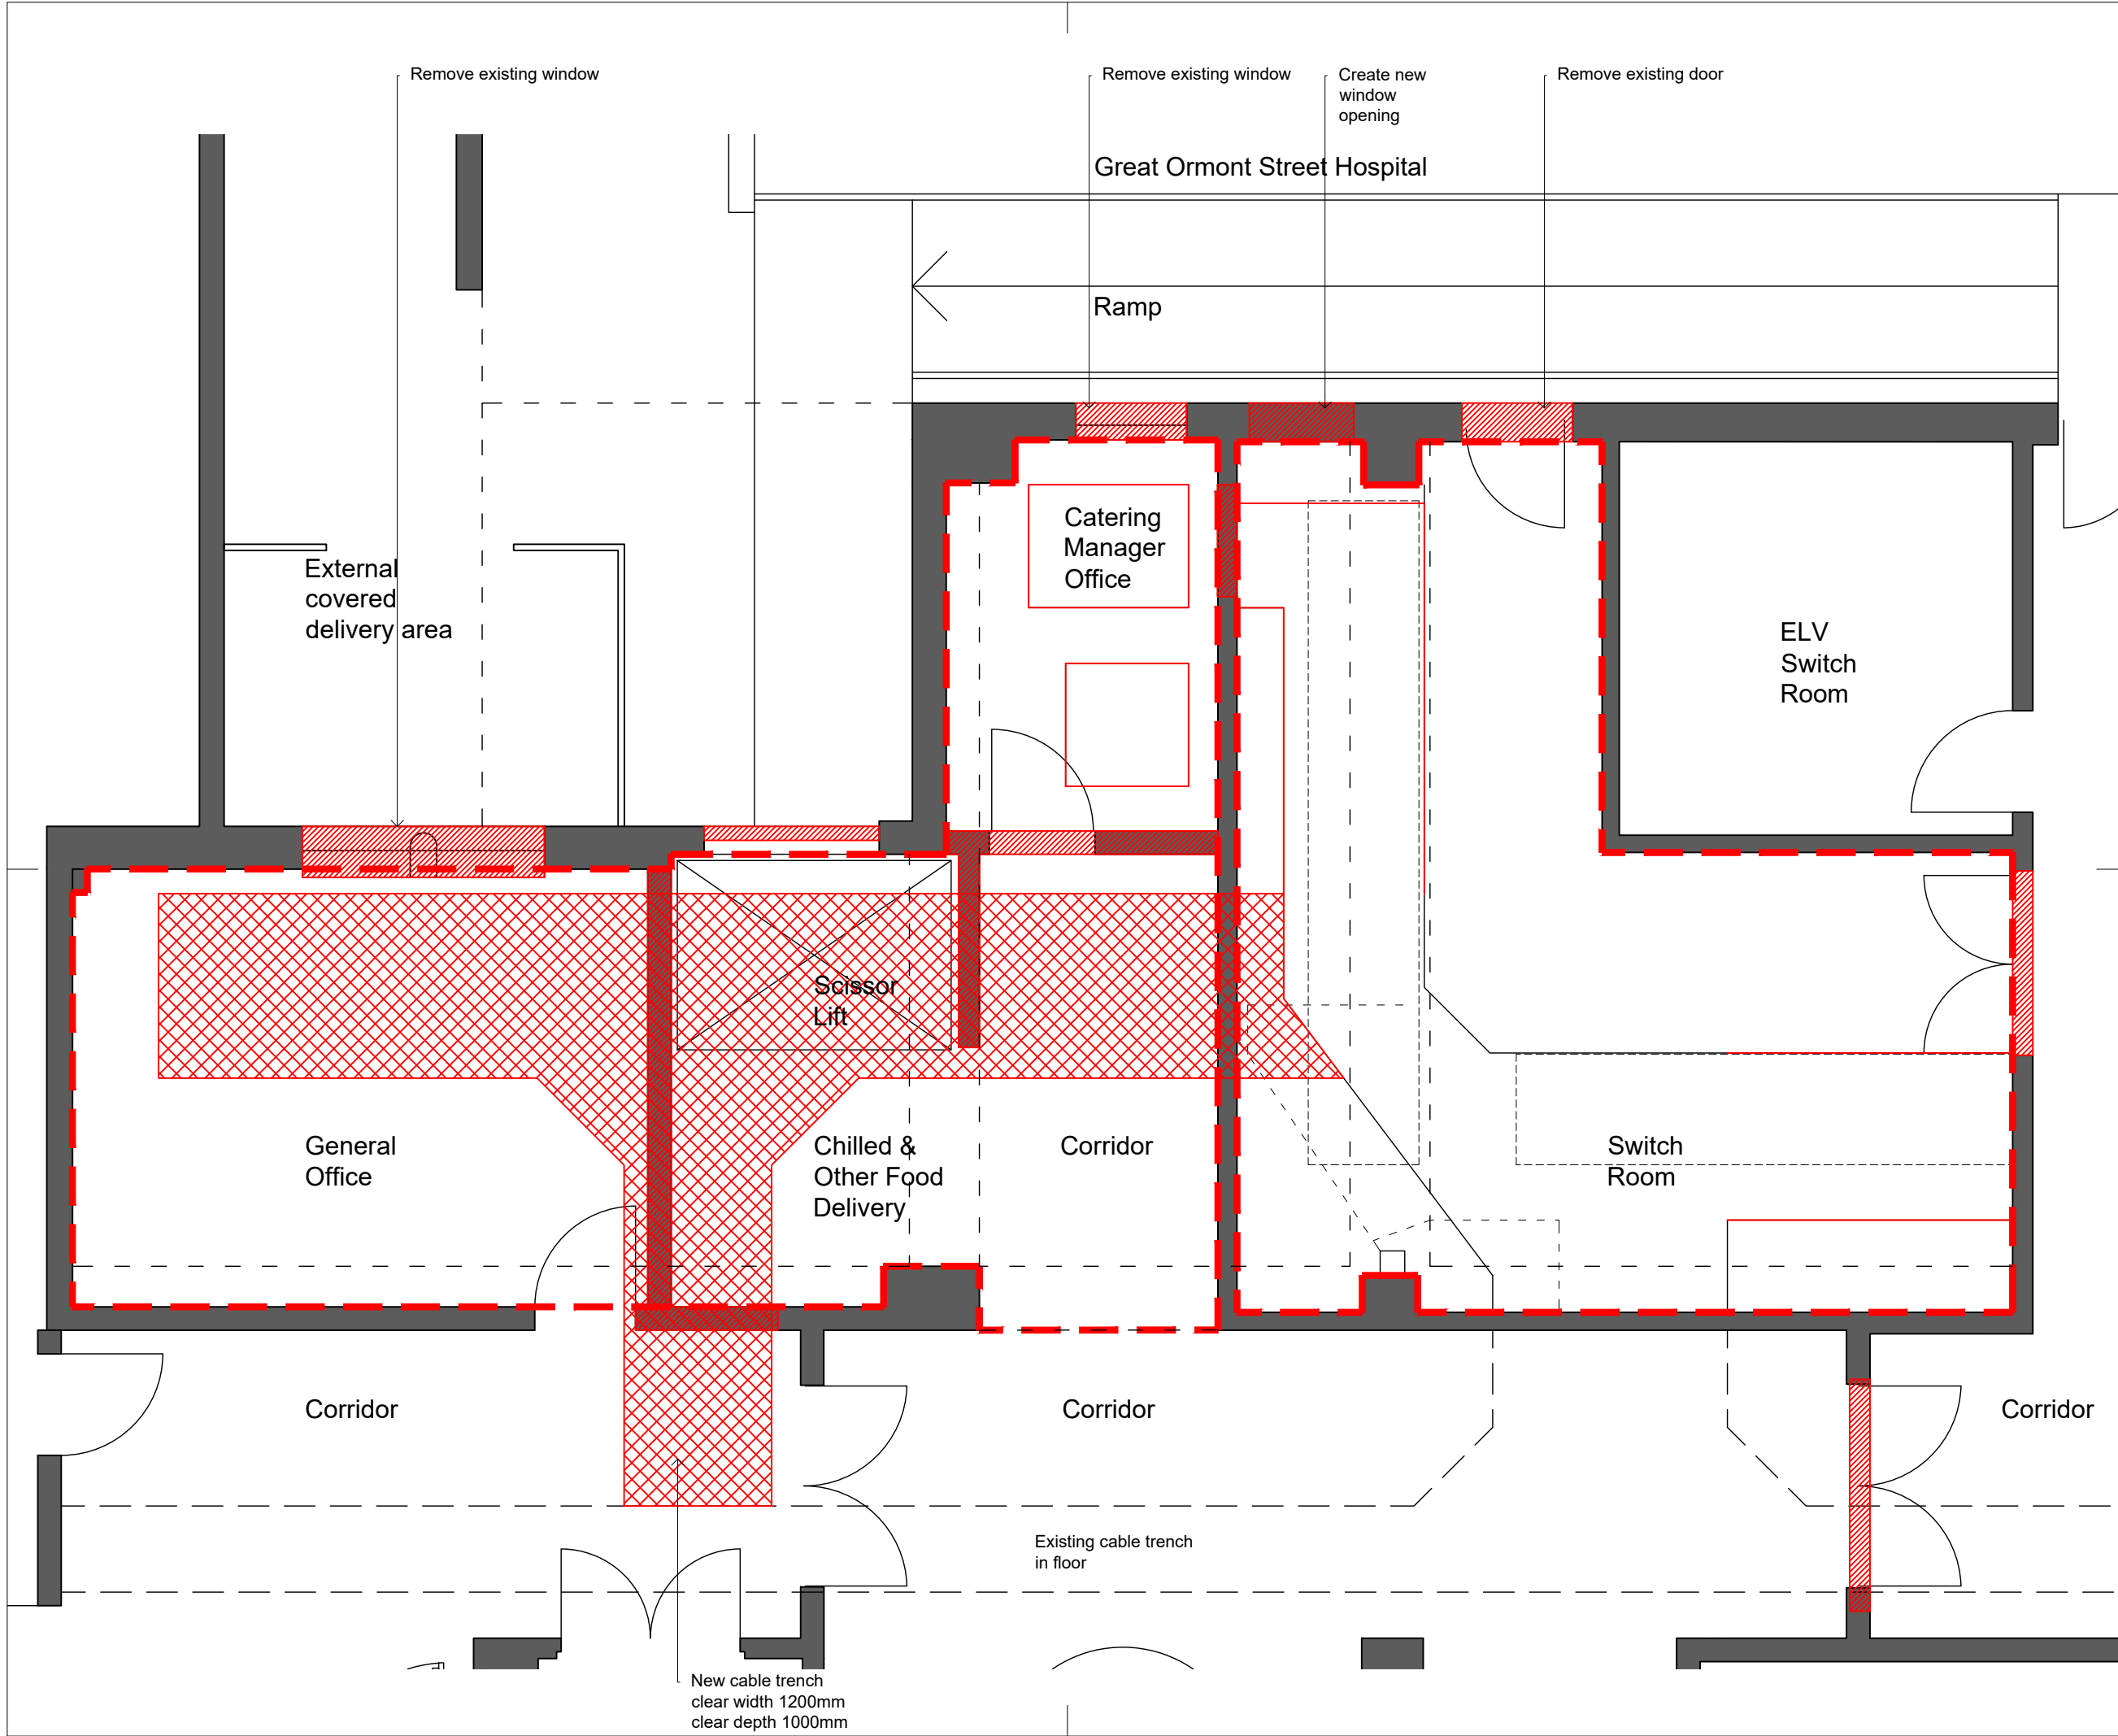 Remove existing window
Remove existing window
Create new
window
opening
Remove existing door
Great Ormont Street Hospital
Ramp
Catering
Manager
Office
External
covered
delivery area
ELV
Switch
Room
Scissor
Lift
General
Office
Chilled &
Other Food
Delivery
Corridor
Switch
Room
Corridor
Corridor
Corridor
Existing cable trench
in floor
New cable trench
clear width 1200mm
clear depth 1000mm